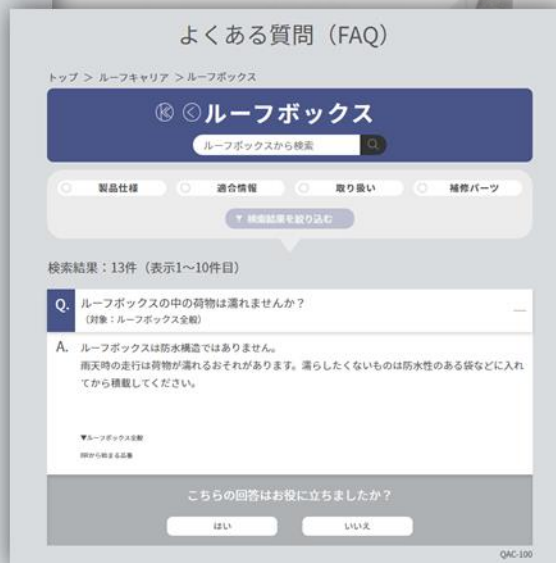 よくある質問（FAQ）
トップ ＞ ルーフキャリア ＞ルーフボックス
ルーフボックス
ルーフボックスから検索
製品仕様 適合情報 取り扱い 補修パーツ
▼ 検索結果を絞り込む
検索結果：13件（表示1〜10件目）
Q. ルーフボックスの中の荷物は濡れませんか？
（対象：ルーフボックス全般）
A. ルーフボックスは防水構造ではありません。
雨天時の走行は荷物が濡れるおそれがあります。濡らしたくないものは防水性のある袋などに入れ
てから積載してください。
▼ルーフボックス全般
BRから始まる品番
こちらの回答はお役に立ちましたか？
はい いいえ
QAC-100